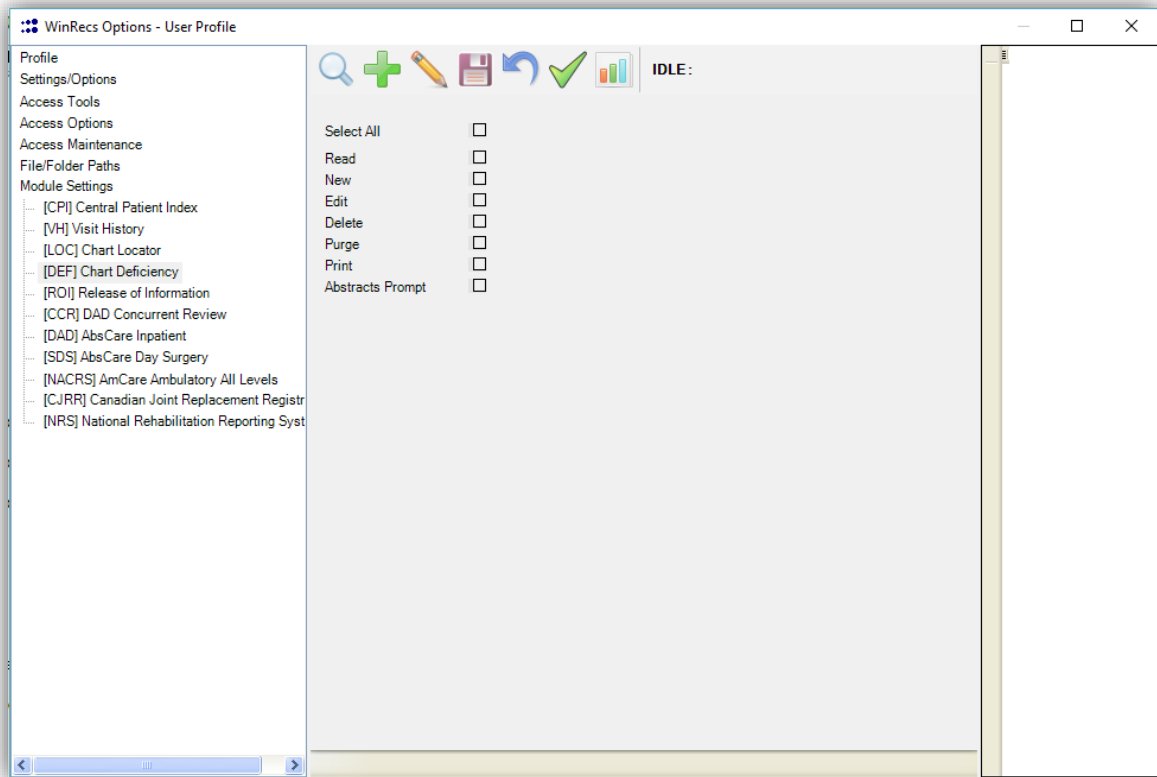 WinRecs Options - User Profile
Profile
Settings/Options
Access Tools
Access Options
Access Maintenance
File/Folder Paths
Module Settings
[CPI] Central Patient Index
[VH] Visit History
[LOC] Chart Locator
[DEF] Chart Deficiency
[ROI] Release of Information
[CCR] DAD Concurrent Review
[DAD] AbsCare Inpatient
[SDS] AbsCare Day Surgery
[NACRS] AmCare Ambulatory All Levels
[CJRR] Canadian Joint Replacement Registr
[NRS] National Rehabilitation Reporting Syst
IDLE:
Select All
Read
New
Edit
Delete
Purge
Print
Abstracts Prompt